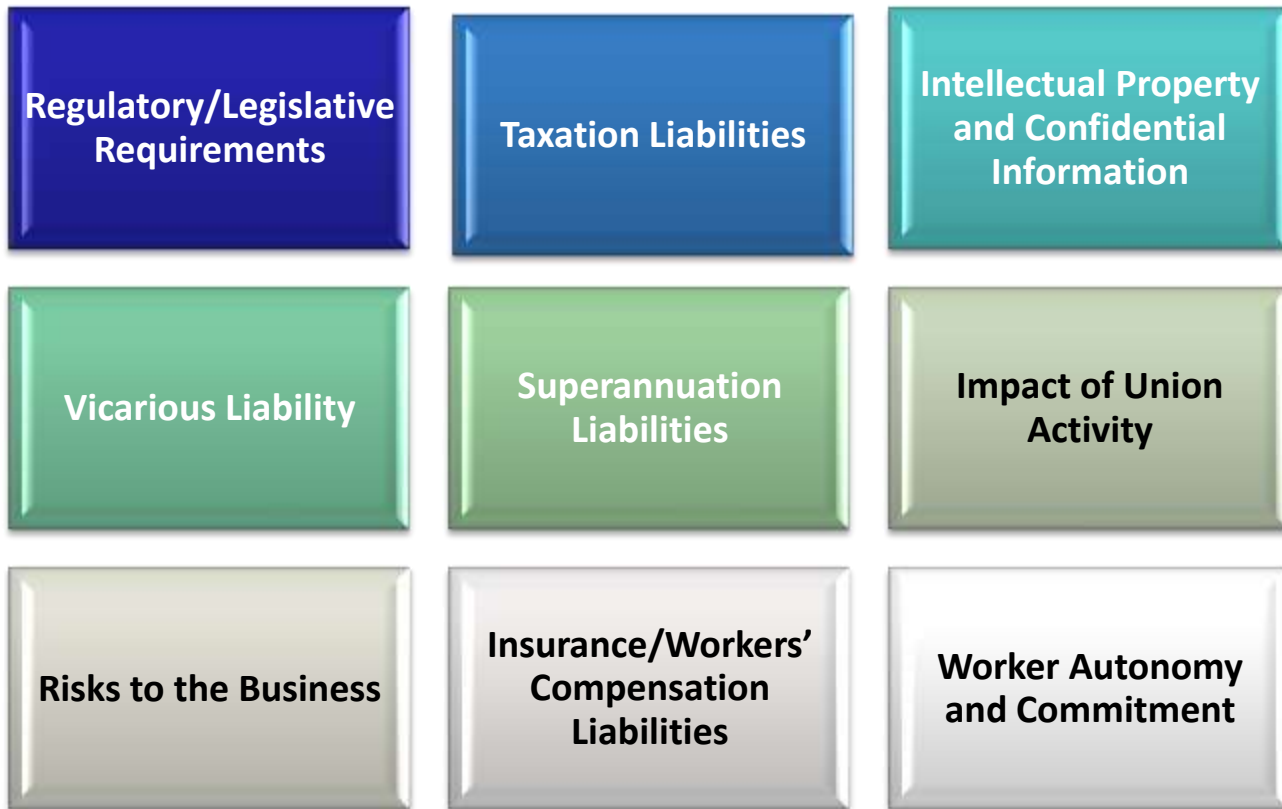 Regulatory/Legislative
Requirements
Taxation Liabilities
Intellectual Property
and Confidential
Information
Vicarious Liability
Superannuation
Liabilities
Impact of Union
Activity
Risks to the Business
Insurance/Workers’
Compensation
Liabilities
Worker Autonomy
and Commitment